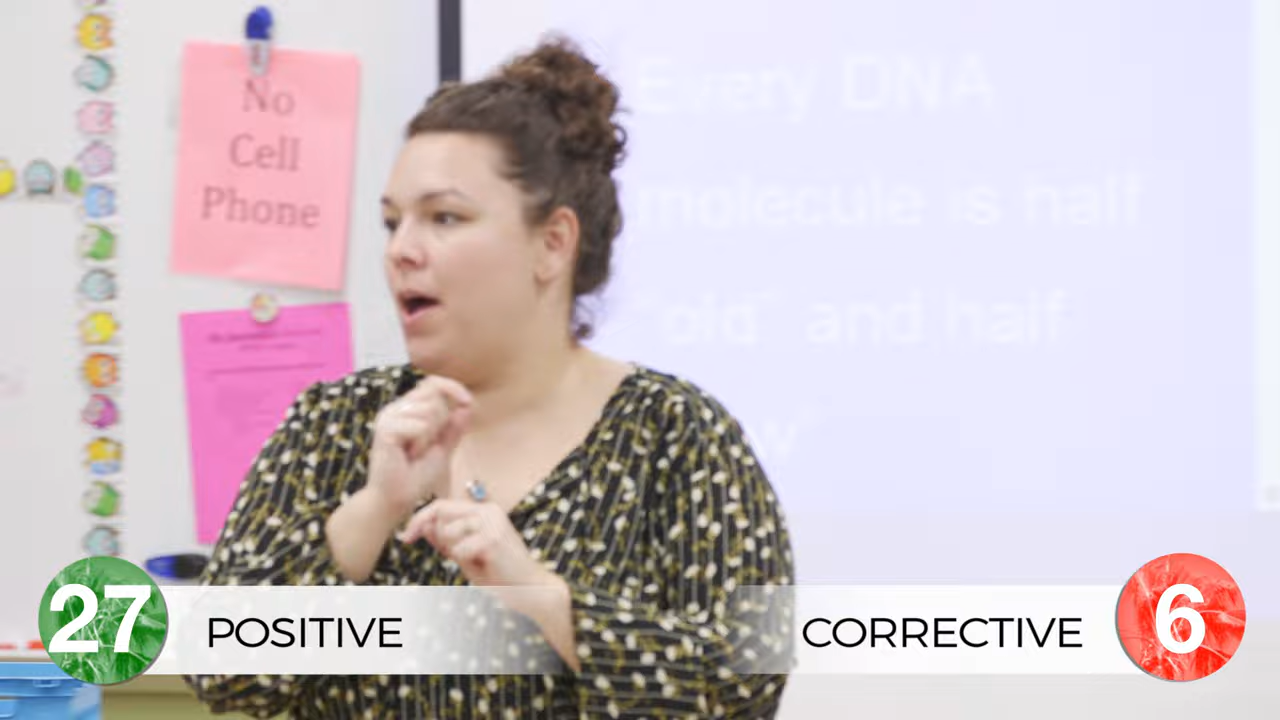 No
Cell
Phone
Every DNA
molecule is half
"old" and half
27 POSITIVE
CORRECTIVE 6